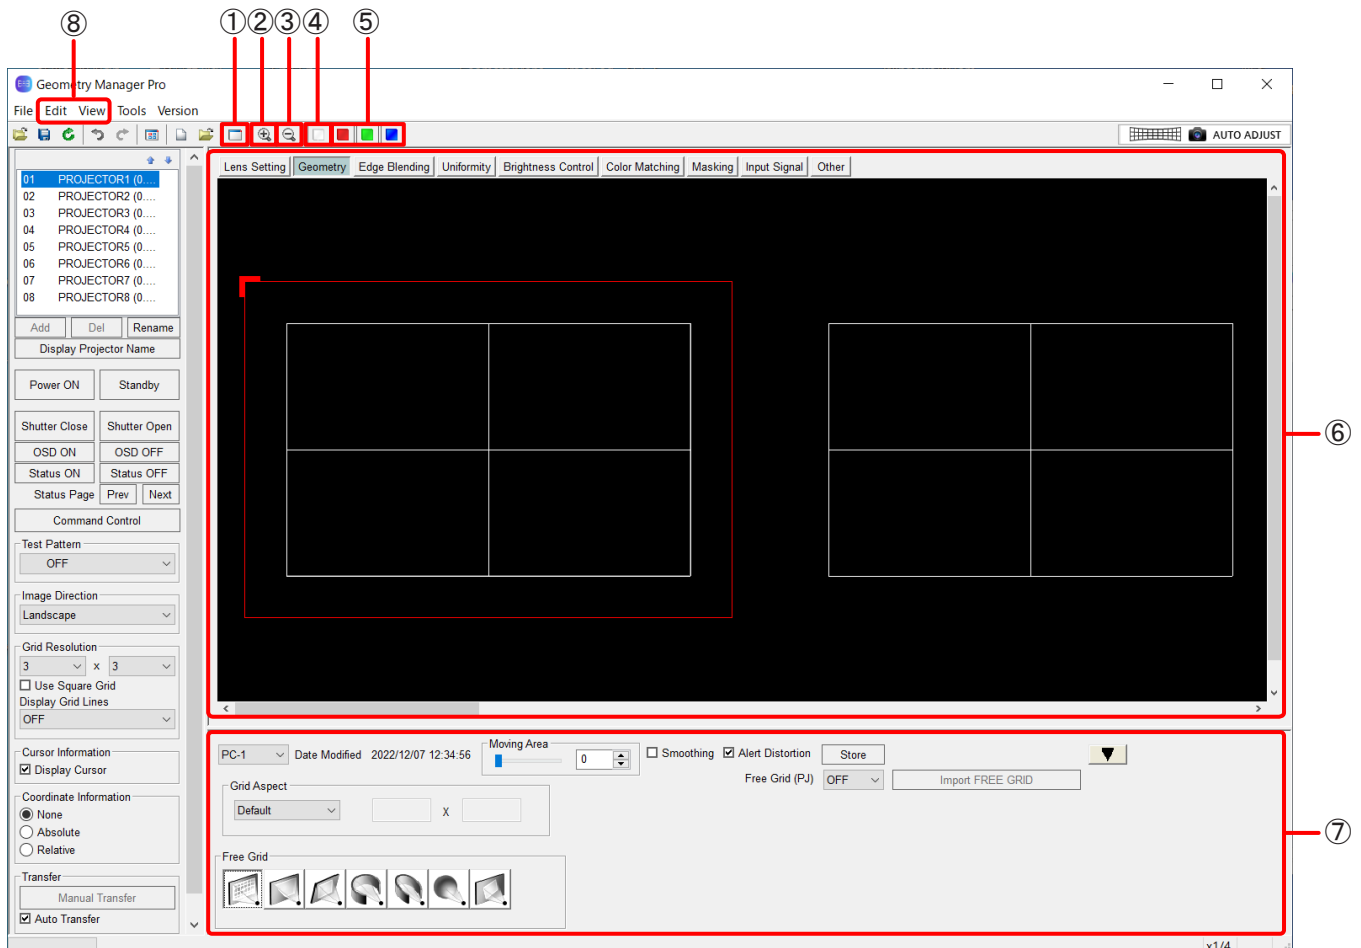 ⑧ ① ② ③ ④ ⑤
Geometry Manager Pro
File Edit View Tools Version
AUTO ADJUST
01 PROJECTOR1 (0....
02 PROJECTOR2 (0....
03 PROJECTOR3 (0....
04 PROJECTOR4 (0....
05 PROJECTOR5 (0....
06 PROJECTOR6 (0....
07 PROJECTOR7 (0....
08 PROJECTOR8 (0....
Add Del Rename
Display Projector Name
Power ON Standby
Shutter Close Shutter Open
OSD ON OSD OFF
Status ON Status OFF
Status Page Prev Next
Command Control
Test Pattern
OFF
Image Direction
Landscape
Grid Resolution
3 x 3
Use Square Grid
Display Grid Lines
OFF
Cursor Information
Display Cursor
Coordinate Information
None
Absolute
Relative
Transfer
Manual Transfer
Auto Transfer
Lens Setting Geometry Edge Blending Uniformity Brightness Control Color Matching Masking Input Signal Other
⑥
PC-1 Date Modified 2022/12/07 12:34:56 Moving Area 0 Smoothing Alert Distortion Store
Free Grid (PJ) OFF Import FREE GRID
Grid Aspect
Default X
⑦
Free Grid
x1/4